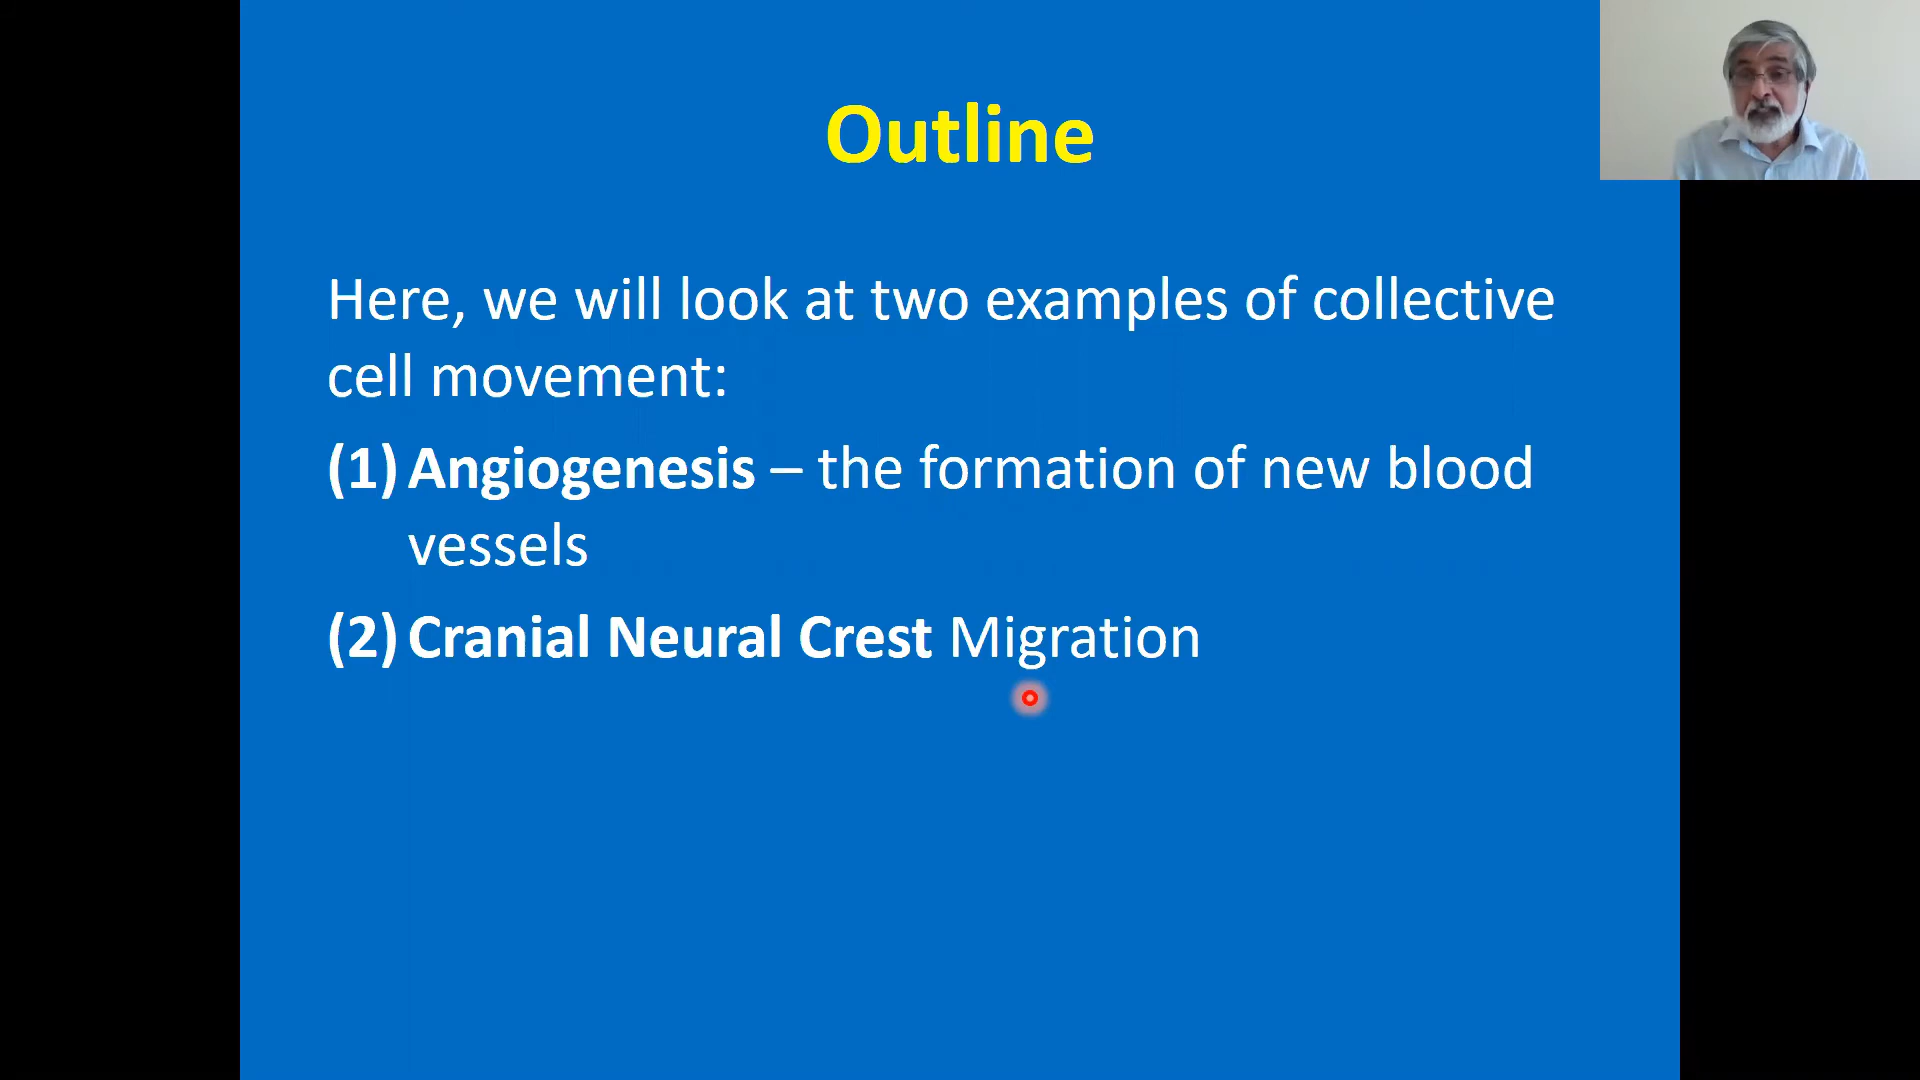 Outline
Here, we will look at two examples of collective
cell movement:
(1) Angiogenesis – the formation of new blood
vessels
(2) Cranial Neural Crest Migration